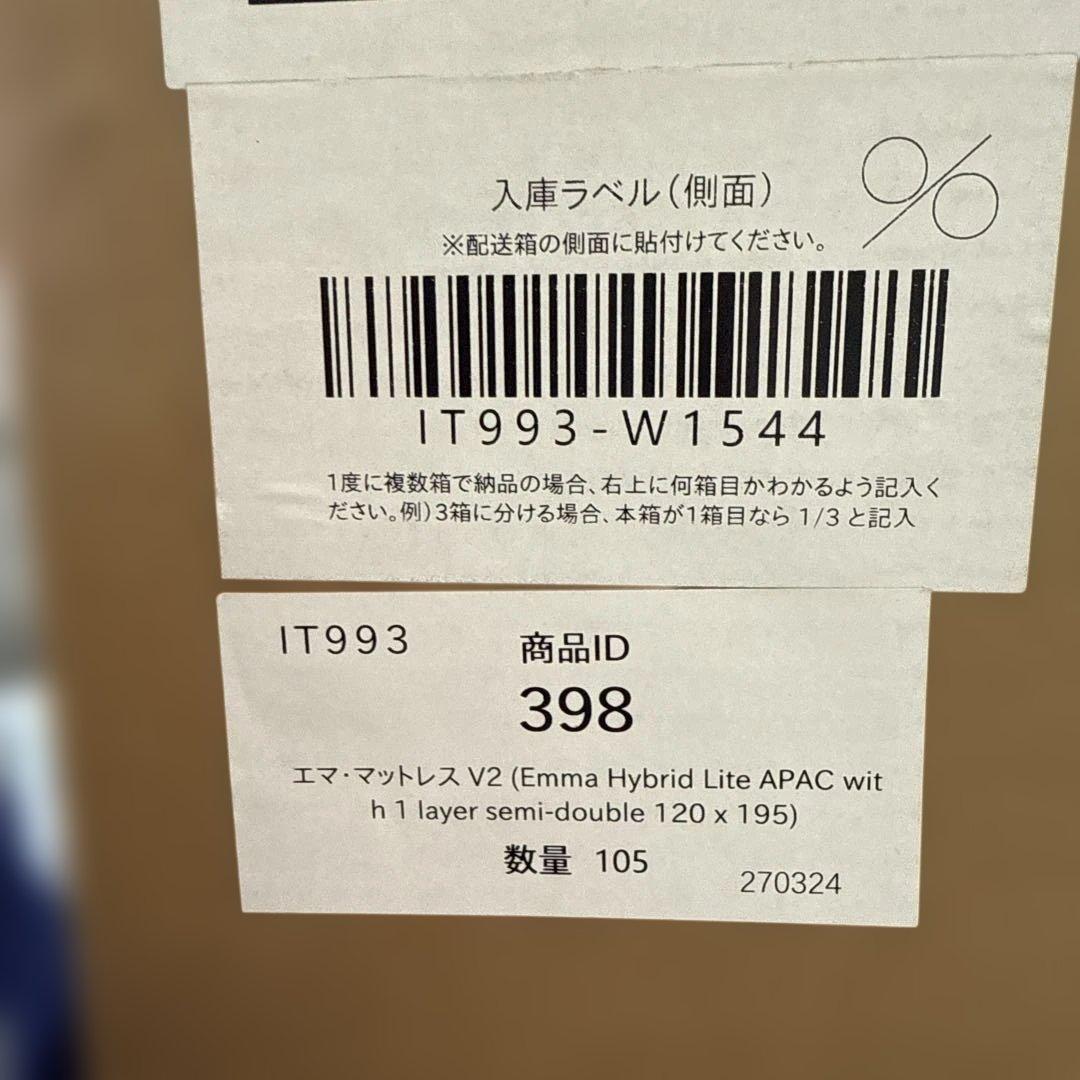 入庫ラベル(側面)
※配送箱の側面に貼付けてください。
IT993-W1544
1度に複数箱で納品の場合、右上に何箱目かわかるよう記入く
ださい。例)3箱に分ける場合、本箱が1箱目なら 1/3 と記入
IT993
商品ID
398
エマ・マットレス V2 (Emma Hybrid Lite APAC wit
h 1 layer semi-double 120 x 195)
数量 105
270324